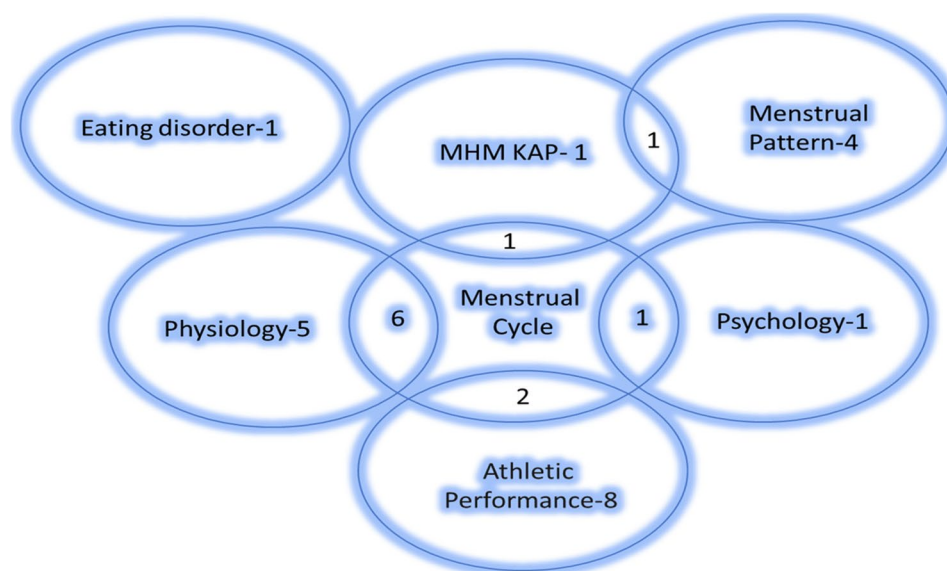 Eating disorder-1
MHM KAP- 1
1
Menstrual
Pattern-4
1
Physiology-5
6
Menstrual
Cycle
1
Psychology-1
2
Athletic
Performance-8